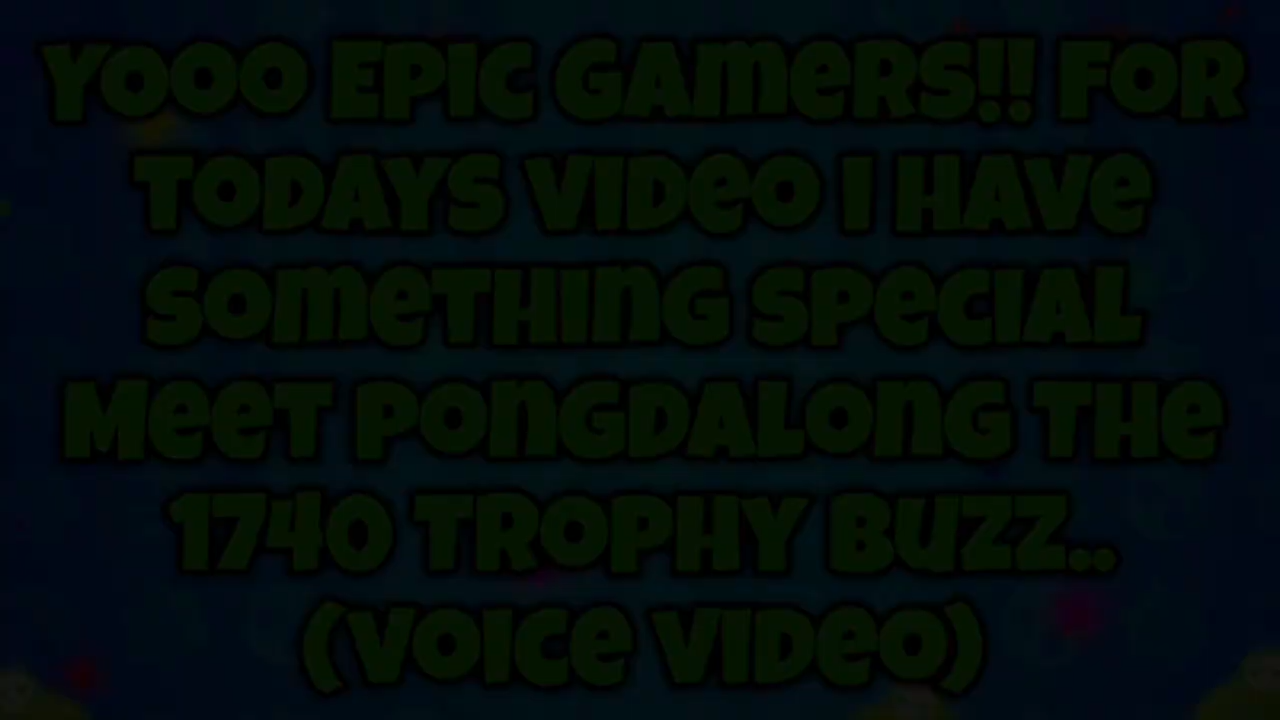 Yooo Epic Gamers!! For
Todays Video I Have
Something Special
Meet Pongdalong The
1740 Trophy Buzz..
(Voice Video)